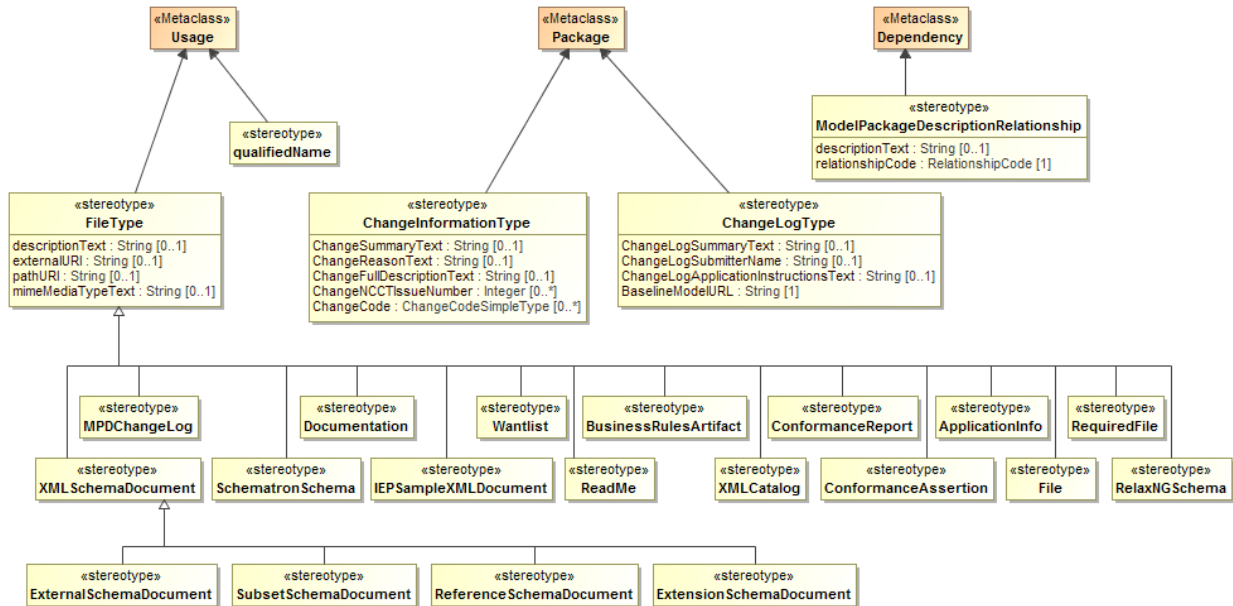 «Metaclass»
Usage
«Metaclass»
Package
«Metaclass»
Dependency
«stereotype»
qualifiedName
«stereotype»
ModelPackageDescriptionRelationship
descriptionText : String [0..1]
relationshipCode : RelationshipCode [1]
«stereotype»
FileType
descriptionText : String [0..1]
externalURI : String [0..1]
pathURI : String [0..1]
mimeMediaTypeText : String [0..1]
«stereotype»
ChangeInformationType
ChangeSummaryText : String [0..1]
ChangeReasonText : String [0..1]
ChangeFullDescriptionText : String [0..1]
ChangeNCCTIssueNumber : Integer [0..*]
ChangeCode : ChangeCodeSimpleType [0..*]
«stereotype»
ChangeLogType
ChangeLogSummaryText : String [0..1]
ChangeLogSubmitterName : String [0..1]
ChangeLogApplicationInstructionsText : String [0..1]
BaselineModelURL : String [1]
«stereotype»
MPDChangeLog
«stereotype»
Documentation
«stereotype»
Wantlist
«stereotype»
BusinessRulesArtifact
«stereotype»
ConformanceReport
«stereotype»
ApplicationInfo
«stereotype»
RequiredFile
«stereotype»
XMLSchemaDocument
«stereotype»
SchematronSchema
«stereotype»
IEPSampleXMLDocument
«stereotype»
ReadMe
«stereotype»
XMLCatalog
«stereotype»
ConformanceAssertion
«stereotype»
File
«stereotype»
RelaxNGSchema
«stereotype»
ExternalSchemaDocument
«stereotype»
SubsetSchemaDocument
«stereotype»
ReferenceSchemaDocument
«stereotype»
ExtensionSchemaDocument